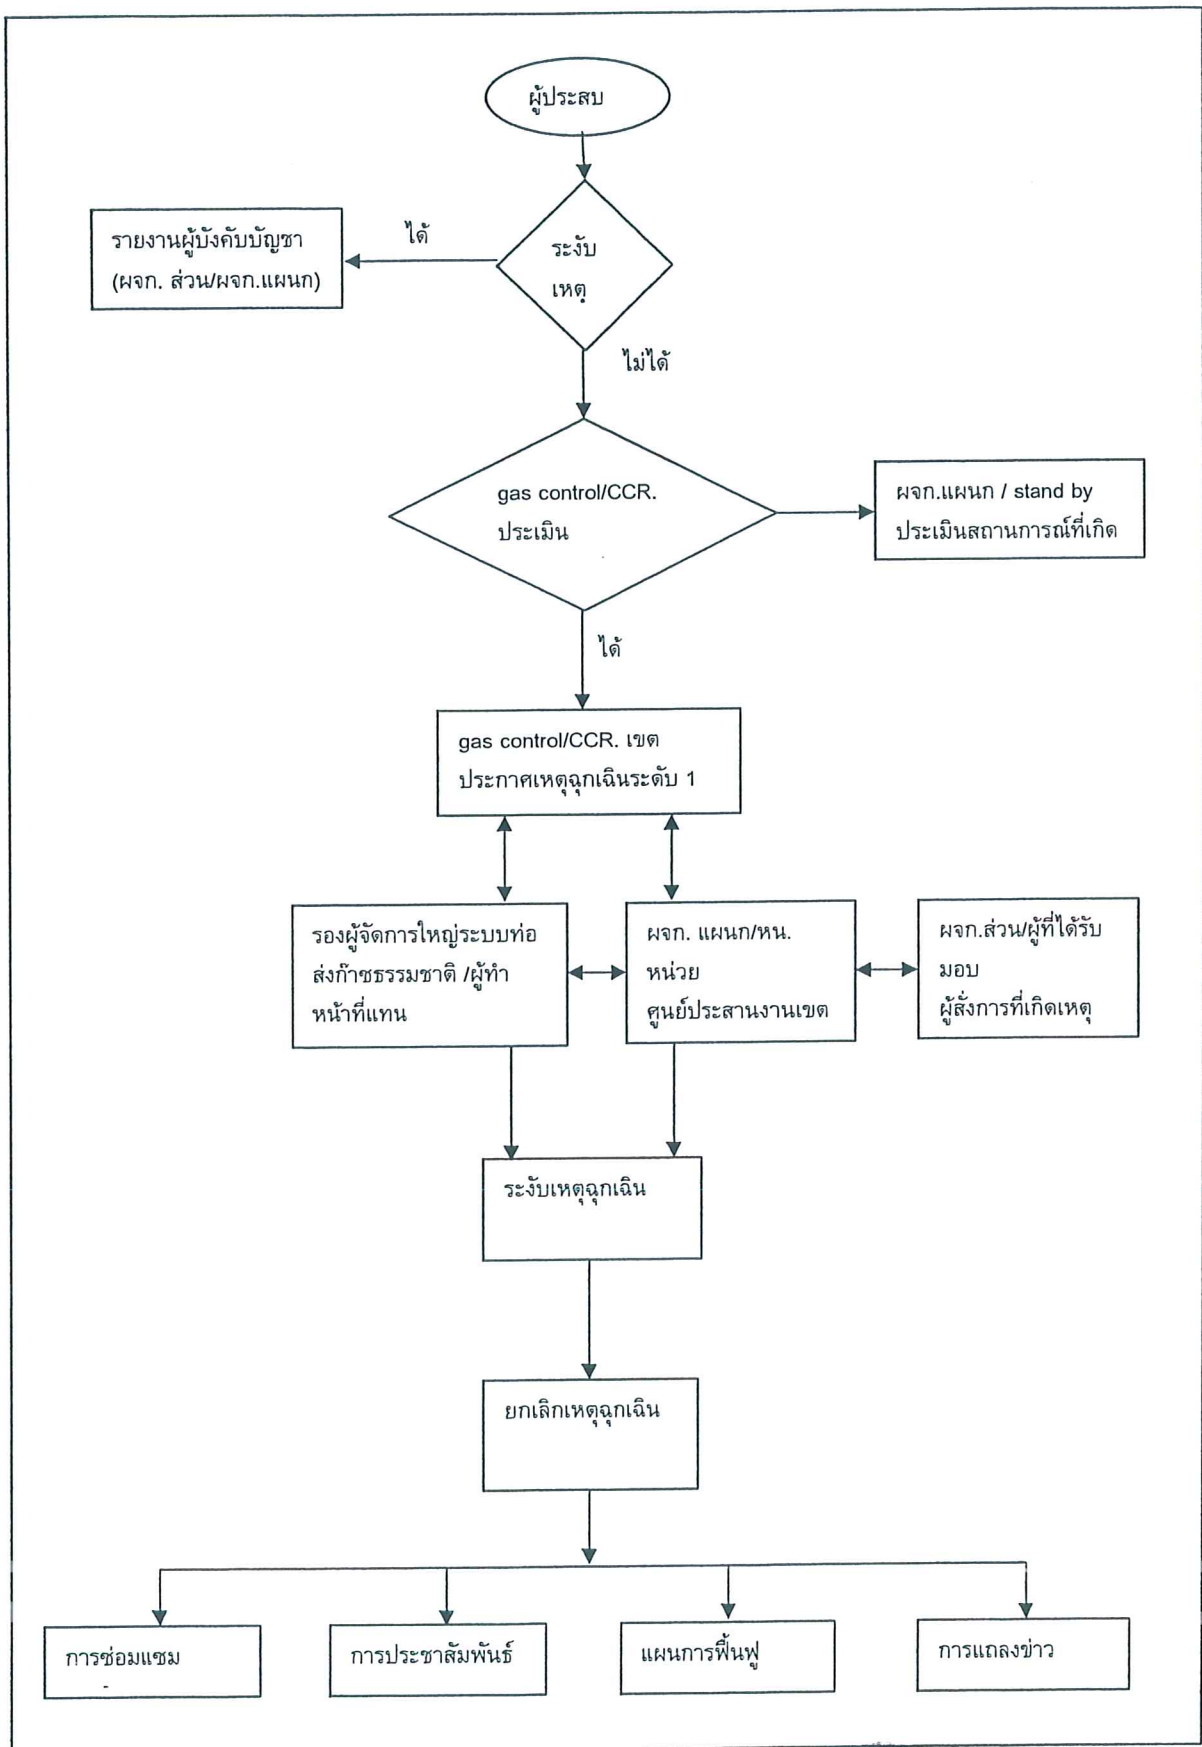 ผู้ประสบ
ระงับ
เหตุ
ได้
รายงานผู้บังคับบัญชา
(ผจก. ส่วน/ผจก.แผนก)
ไม่ได้
gas control/CCR.
ประเมิน
ผจก.แผนก / stand by
ประเมินสถานการณ์ที่เกิด
ได้
gas control/CCR. เขต
ประกาศเหตุฉุกเฉินระดับ 1
รองผู้จัดการใหญ่ระบบท่อ
ส่งก๊าซธรรมชาติ /ผู้ทำ
หน้าที่แทน
ผจก. แผนก/หน.
หน่วย
ศูนย์ประสานงานเขต
ผจก.ส่วน/ผู้ที่ได้รับ
มอบ
ผู้สั่งการที่เกิดเหตุ
ระงับเหตุฉุกเฉิน
ยกเลิกเหตุฉุกเฉิน
การซ่อมแซม
การประชาสัมพันธ์
แผนการฟื้นฟู
การแถลงข่าว